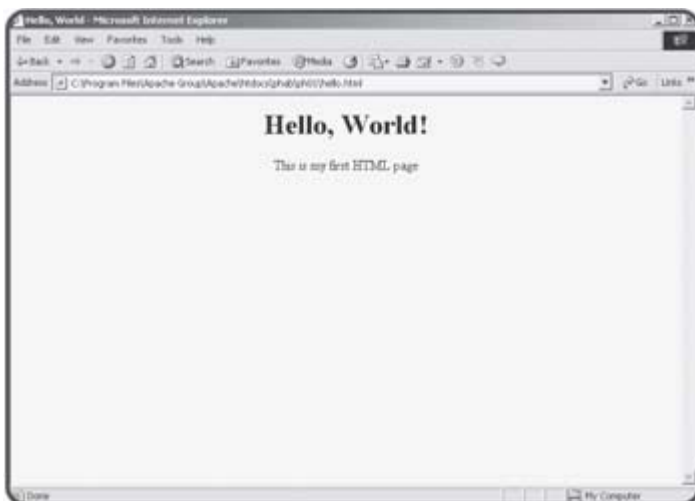 Hello, World - Microsoft Internet Explorer
File Edit View Favorites Tools Help
Back Search Favorites Media
Address C:\Program Files\Apache Group\Apache\htdocs\phab\ph01\hello.html Go Links »
Hello, World!
This is my first HTML page
Done My Computer